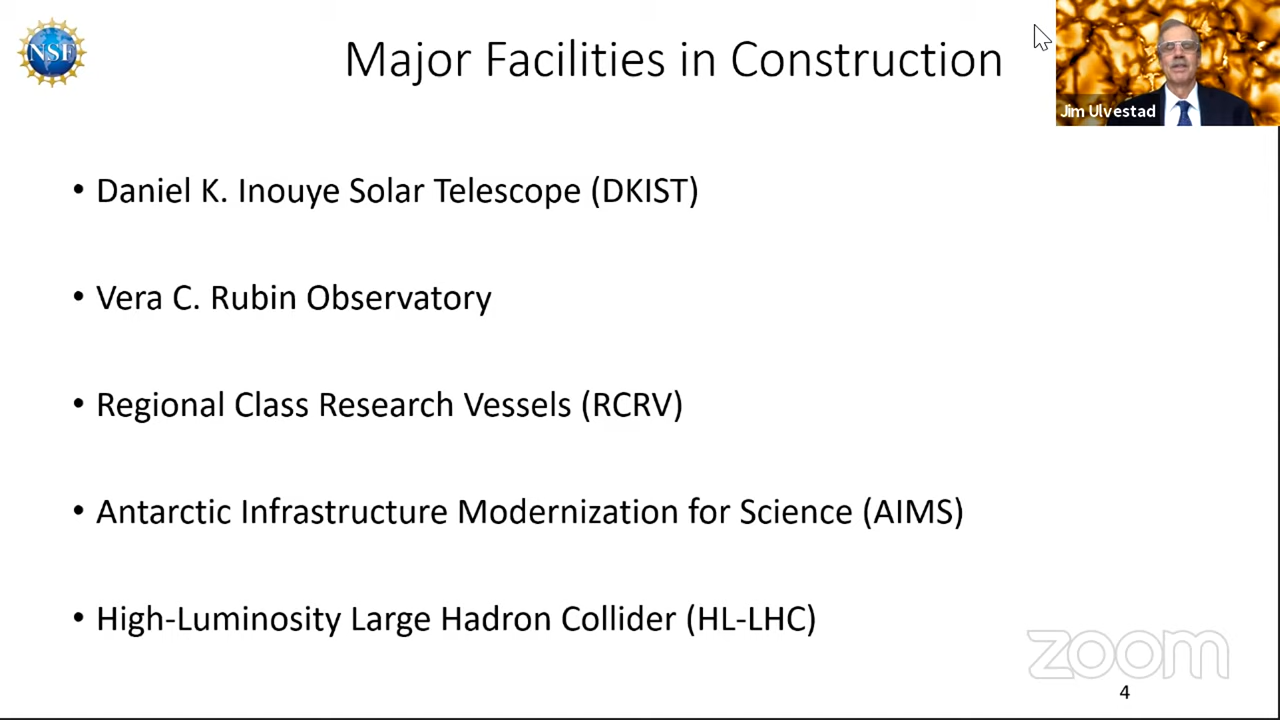 NSF
Major Facilities in Construction
Jim Ulvestad
• Daniel K. Inouye Solar Telescope (DKIST)
• Vera C. Rubin Observatory
• Regional Class Research Vessels (RCRV)
• Antarctic Infrastructure Modernization for Science (AIMS)
• High-Luminosity Large Hadron Collider (HL-LHC)
zoom
4